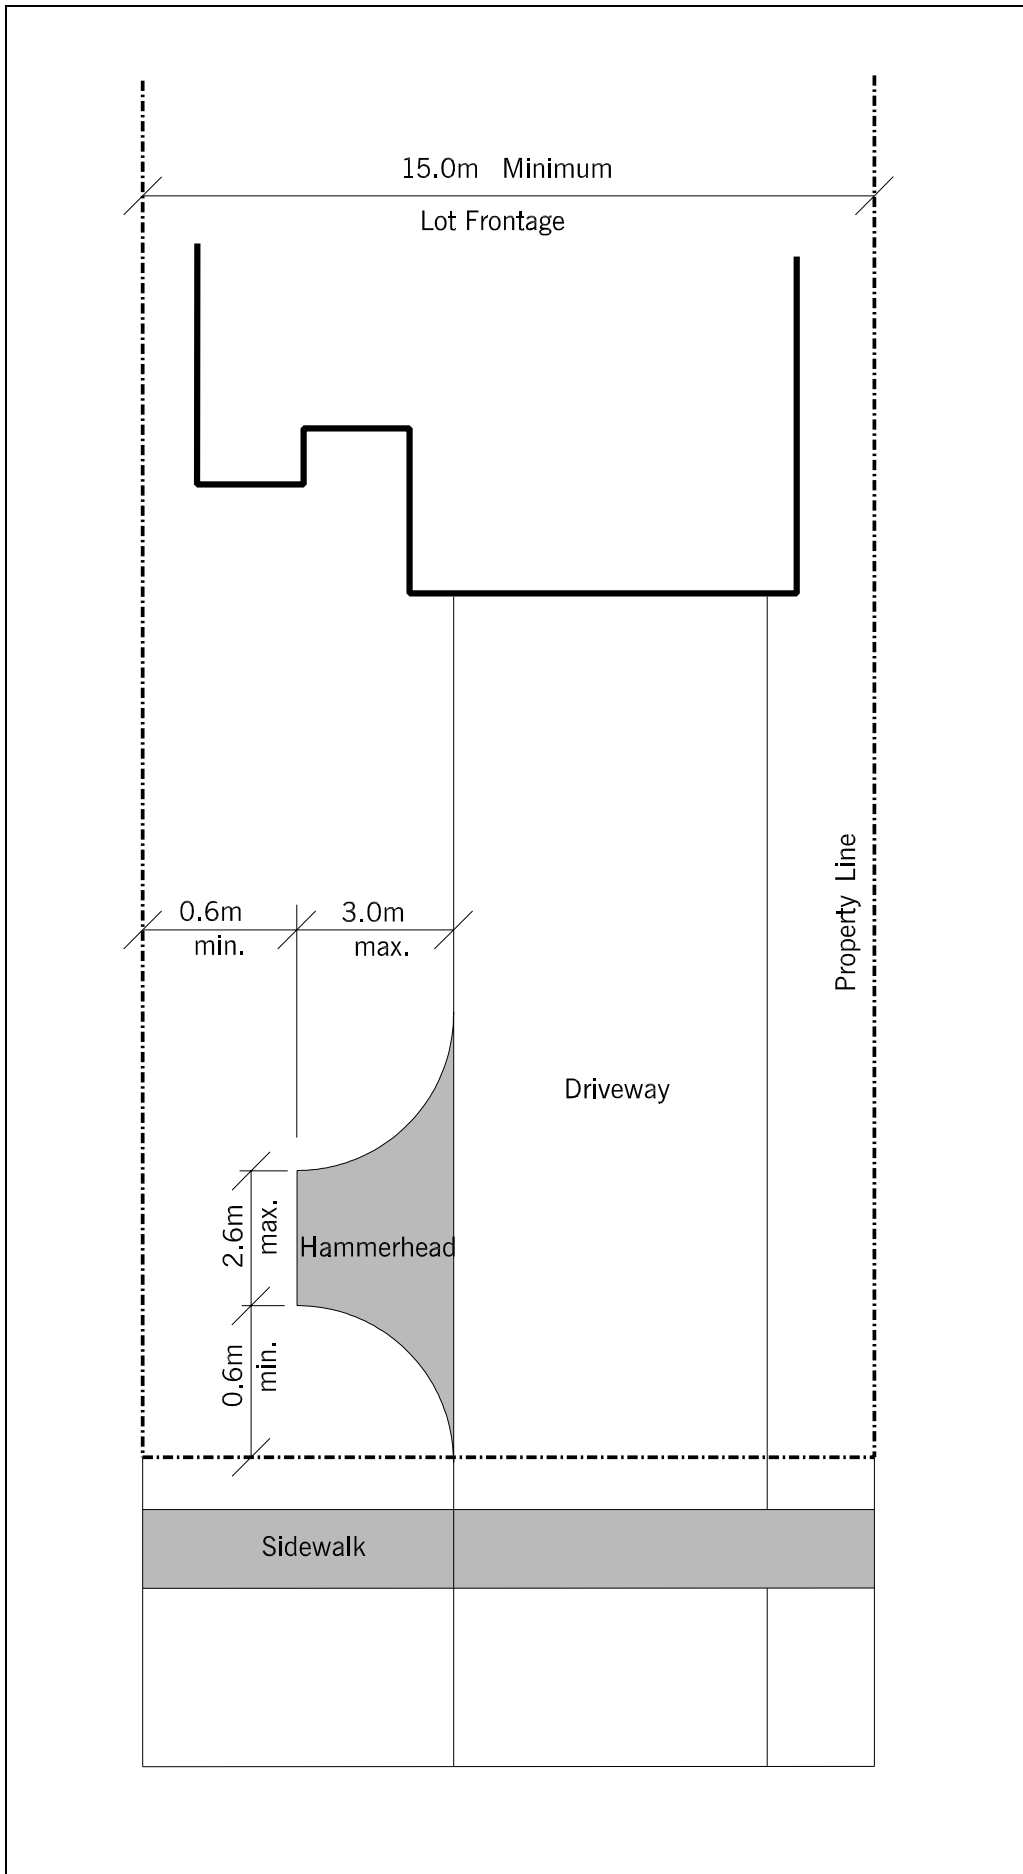 15.0m Minimum
Lot Frontage
Property Line
0.6m
min.
3.0m
max.
Driveway
2.6m
max.
Hammerhead
0.6m
min.
Sidewalk